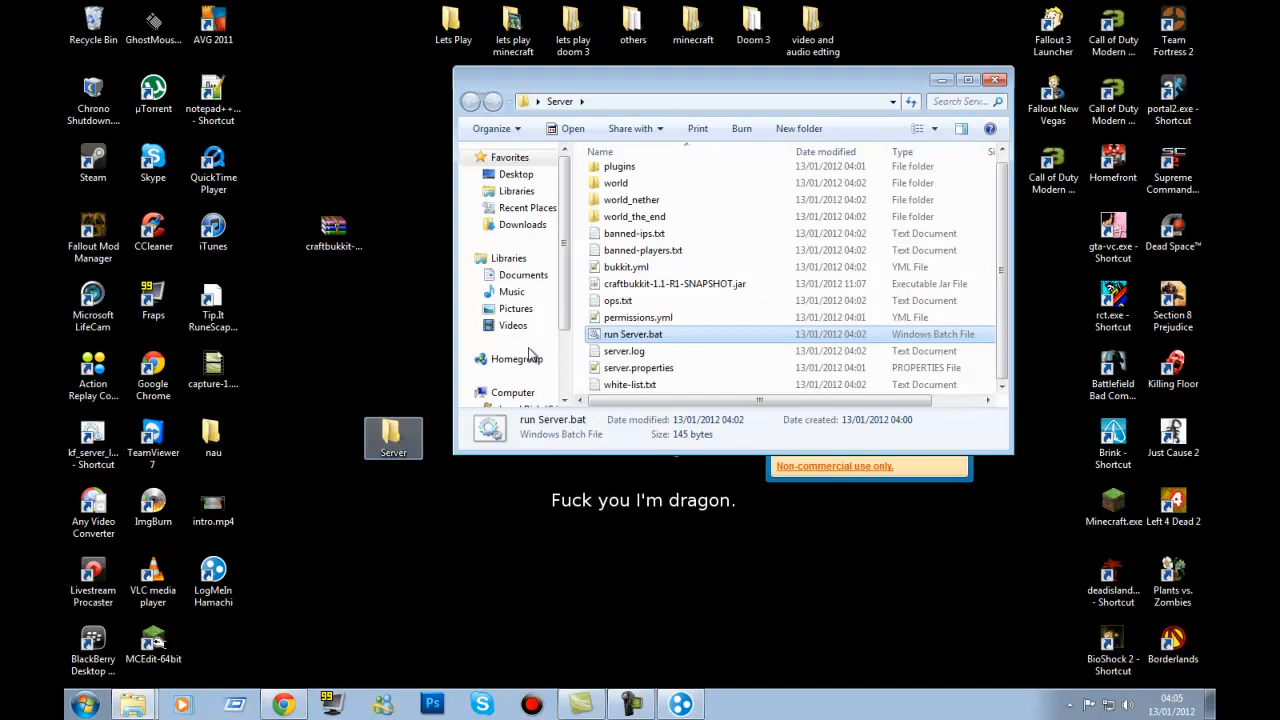 Recycle Bin
GhostMous...
AVG 2011
Lets Play
lets play
minecraft
lets play
doom 3
others
minecraft
Doom 3
video and
audio edting
Fallout 3
Launcher
Call of Duty
Modern ...
Team
Fortress 2
Chrono
Shutdown....
µTorrent
notepad++...
- Shortcut
Fallout New
Vegas
Call of Duty
Modern ...
portal2.exe -
Shortcut
Steam
Skype
QuickTime
Player
Call of Duty
Modern ...
Homefront
Supreme
Command...
Fallout Mod
Manager
CCleaner
iTunes
craftbukkit-...
gta-vc.exe -
Shortcut
Dead Space™
Microsoft
LifeCam
99
Fraps
Tip.It
RuneScap...
rct.exe -
Shortcut
Section 8
Prejudice
Action
Replay Co...
Google
Chrome
capture-1....
Battlefield
Bad Com...
Killing Floor
kf_server_l...
- Shortcut
TeamViewer
7
nau
Server
Brink -
Shortcut
Just Cause 2
Any Video
Converter
ImgBurn
intro.mp4
Minecraft.exe
Left 4 Dead 2
Livestream
Procaster
VLC media
player
LogMeIn
Hamachi
deadisland...
- Shortcut
Plants vs.
Zombies
BlackBerry
Desktop ...
MCEdit-64bit
BioShock 2 -
Shortcut
Borderlands
Server
Search Serv...
Organize
Open
Share with
Print
Burn
New folder
Favorites
Desktop
Libraries
Recent Places
Downloads
Libraries
Documents
Music
Pictures
Videos
Homegroup
Computer
Name Date modified Type Si
plugins 13/01/2012 04:01 File folder
world 13/01/2012 04:02 File folder
world_nether 13/01/2012 04:02 File folder
world_the_end 13/01/2012 04:02 File folder
banned-ips.txt 13/01/2012 04:02 Text Document
banned-players.txt 13/01/2012 04:02 Text Document
bukkit.yml 13/01/2012 04:02 YML File
craftbukkit-1.1-R1-SNAPSHOT.jar 13/01/2012 11:07 Executable Jar File
ops.txt 13/01/2012 04:02 Text Document
permissions.yml 13/01/2012 04:01 YML File
run Server.bat 13/01/2012 04:02 Windows Batch File
server.log 13/01/2012 04:02 Text Document
server.properties 13/01/2012 04:01 PROPERTIES File
white-list.txt 13/01/2012 04:02 Text Document
run Server.bat Date modified: 13/01/2012 04:02 Date created: 13/01/2012 04:00
Windows Batch File Size: 145 bytes
Non-commercial use only.
Fuck you I'm dragon.
99
Ps
04:05
13/01/2012